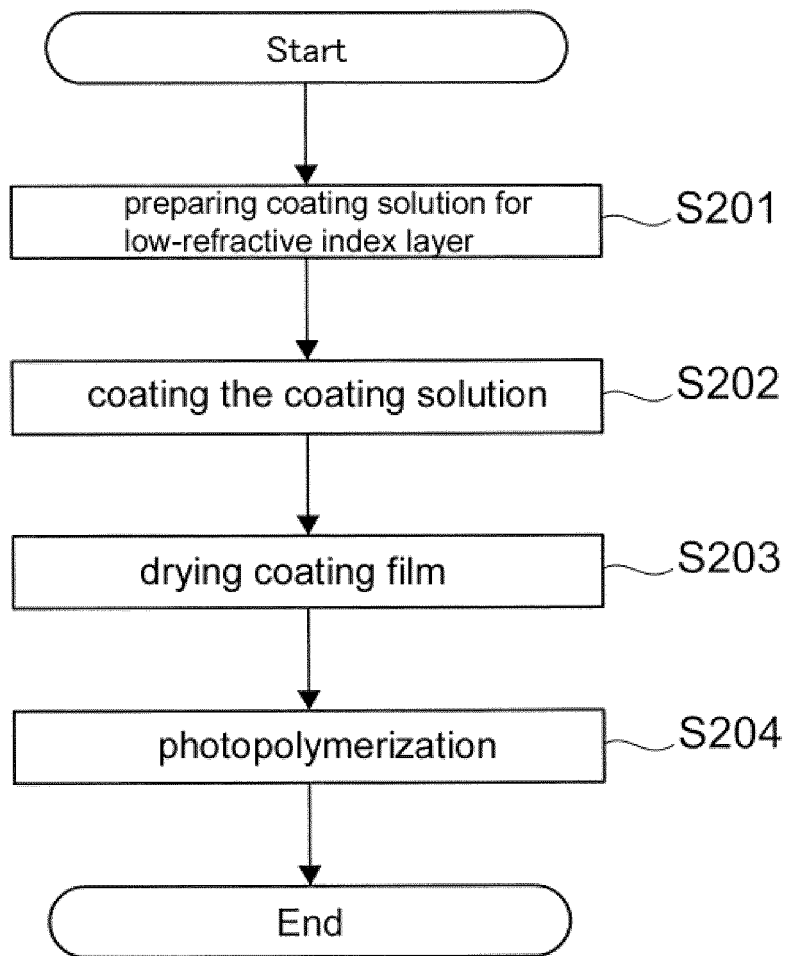 Start
preparing coating solution for
low-refractive index layer
S201
coating the coating solution
S202
drying coating film
S203
photopolymerization
S204
End